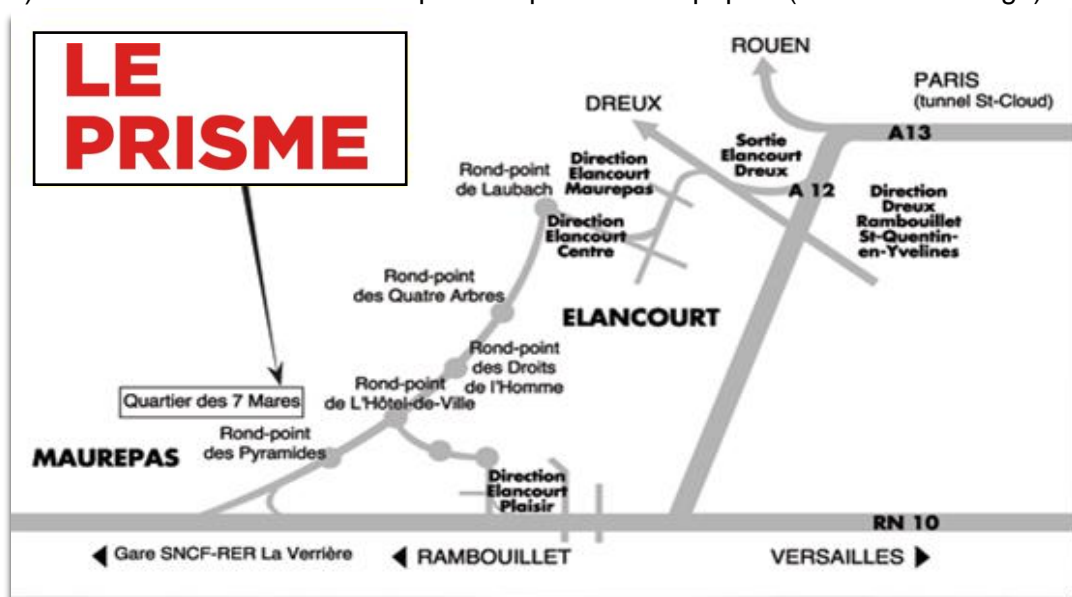 LE
PRISME
ROUEN
PARIS
(tunnel St-Cloud)
DREUX
A13
Sortie
Elancourt
Dreux
Direction
Elancourt
Maurepas
Rond-point
de Laubach
A 12
Direction
Dreux
Rambouillet
St-Quentin-
en-Yvelines
Direction
Elancourt
Centre
Rond-point
des Quatre Arbres
ELANCOURT
Rond-point
des Droits
de l'Homme
Rond-point
de L'Hôtel-de-Ville
Quartier des 7 Mares
Rond-point
des Pyramides
MAUREPAS
Direction
Elancourt
Plaisir
RN 10
Gare SNCF-RER La Verrière
RAMBOUILLET
VERSAILLES